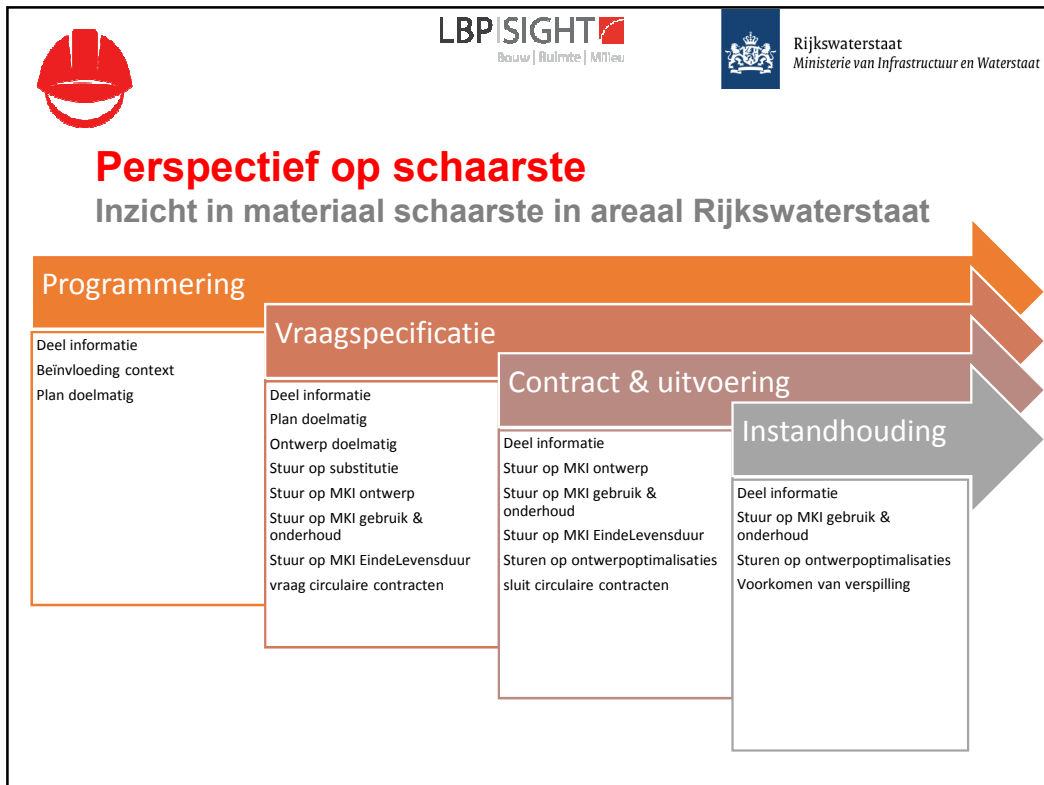 LBP|SIGHT
Bouw | Ruimte | Milieu
Rijkswaterstaat
Ministerie van Infrastructuur en Waterstaat
Perspectief op schaarste
Inzicht in materiaal schaarste in areaal Rijkswaterstaat
Programmering
Deel informatie
Beïnvloeding context
Plan doelmatig
Vraagspecificatie
Deel informatie
Plan doelmatig
Ontwerp doelmatig
Stuur op substitutie
Stuur op MKI ontwerp
Stuur op MKI gebruik &
onderhoud
Stuur op MKI EindeLevensduur
vraag circulaire contracten
Contract & uitvoering
Deel informatie
Stuur op MKI ontwerp
Stuur op MKI gebruik &
onderhoud
Stuur op MKI EindeLevensduur
Sturen op ontwerpoptimalisaties
sluit circulaire contracten
Instandhouding
Deel informatie
Stuur op MKI gebruik &
onderhoud
Sturen op ontwerpoptimalisaties
Voorkomen van verspilling